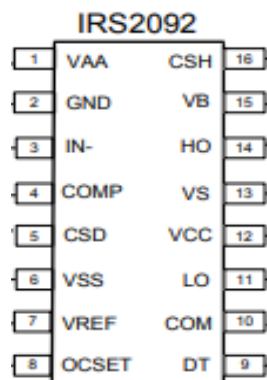 IRS2092
1 VAA CSH 16
2 GND VB 15
3 IN- HO 14
4 COMP VS 13
5 CSD VCC 12
6 VSS LO 11
7 VREF COM 10
8 OCSET DT 9